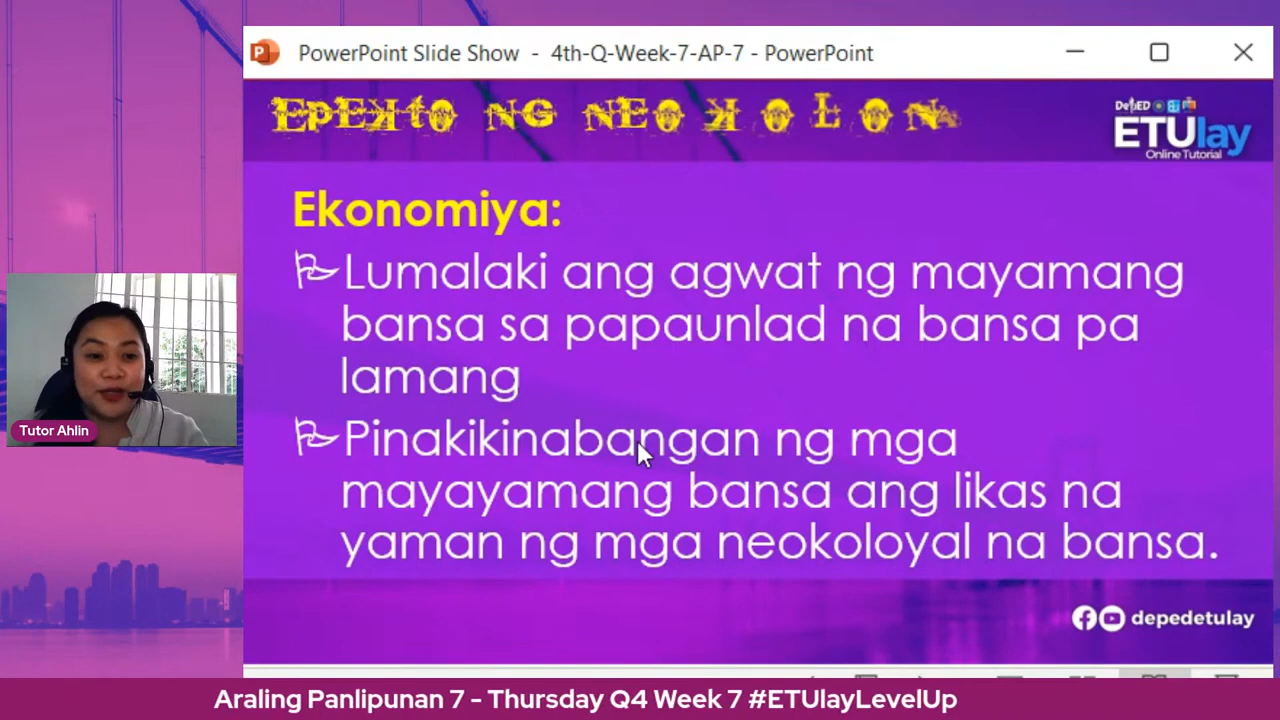 PowerPoint Slide Show - 4th-Q-Week-7-AP-7 - PowerPoint
EPEKTO NG NEOKOLON
DepED
ETUlay
Online Tutorial
Ekonomiya:
Lumalaki ang agwat ng mayamang
bansa sa papaunlad na bansa pa
lamang
Pinakikinabangan ng mga
mayayamang bansa ang likas na
yaman ng mga neokoloyal na bansa.
Tutor Ahlin
depedetulay
Araling Panlipunan 7 - Thursday Q4 Week 7 #ETUlayLevelUp